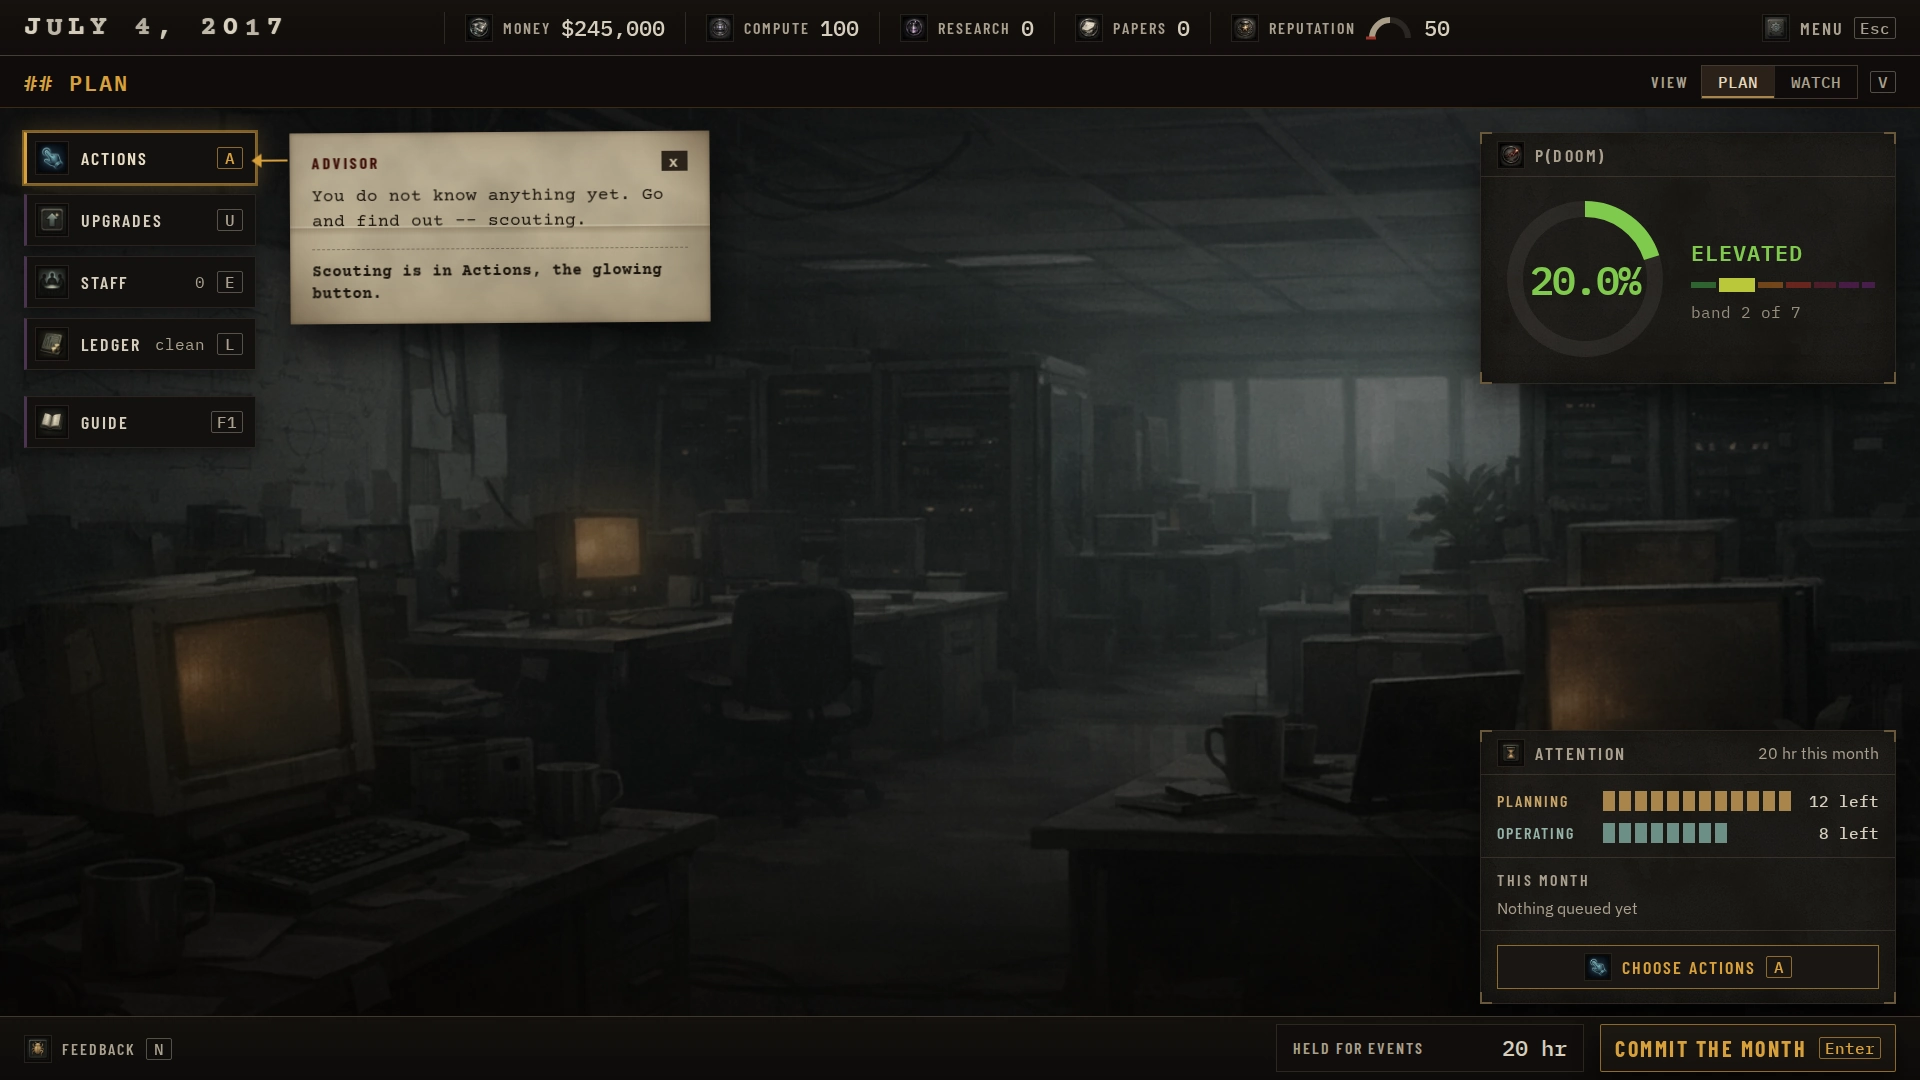 JULY 4, 2017
MONEY $245,000
COMPUTE 100
RESEARCH 0
PAPERS 0
REPUTATION 50
MENU Esc
## PLAN
VIEW PLAN WATCH V
ACTIONS A
UPGRADES U
STAFF 0 E
LEDGER clean L
GUIDE F1
ADVISOR x
You do not know anything yet. Go
and find out -- scouting.
Scouting is in Actions, the glowing
button.
P(DOOM)
20.0%
ELEVATED
band 2 of 7
ATTENTION 20 hr this month
PLANNING 12 left
OPERATING 8 left
THIS MONTH
Nothing queued yet
CHOOSE ACTIONS A
FEEDBACK N
HELD FOR EVENTS 20 hr
COMMIT THE MONTH Enter